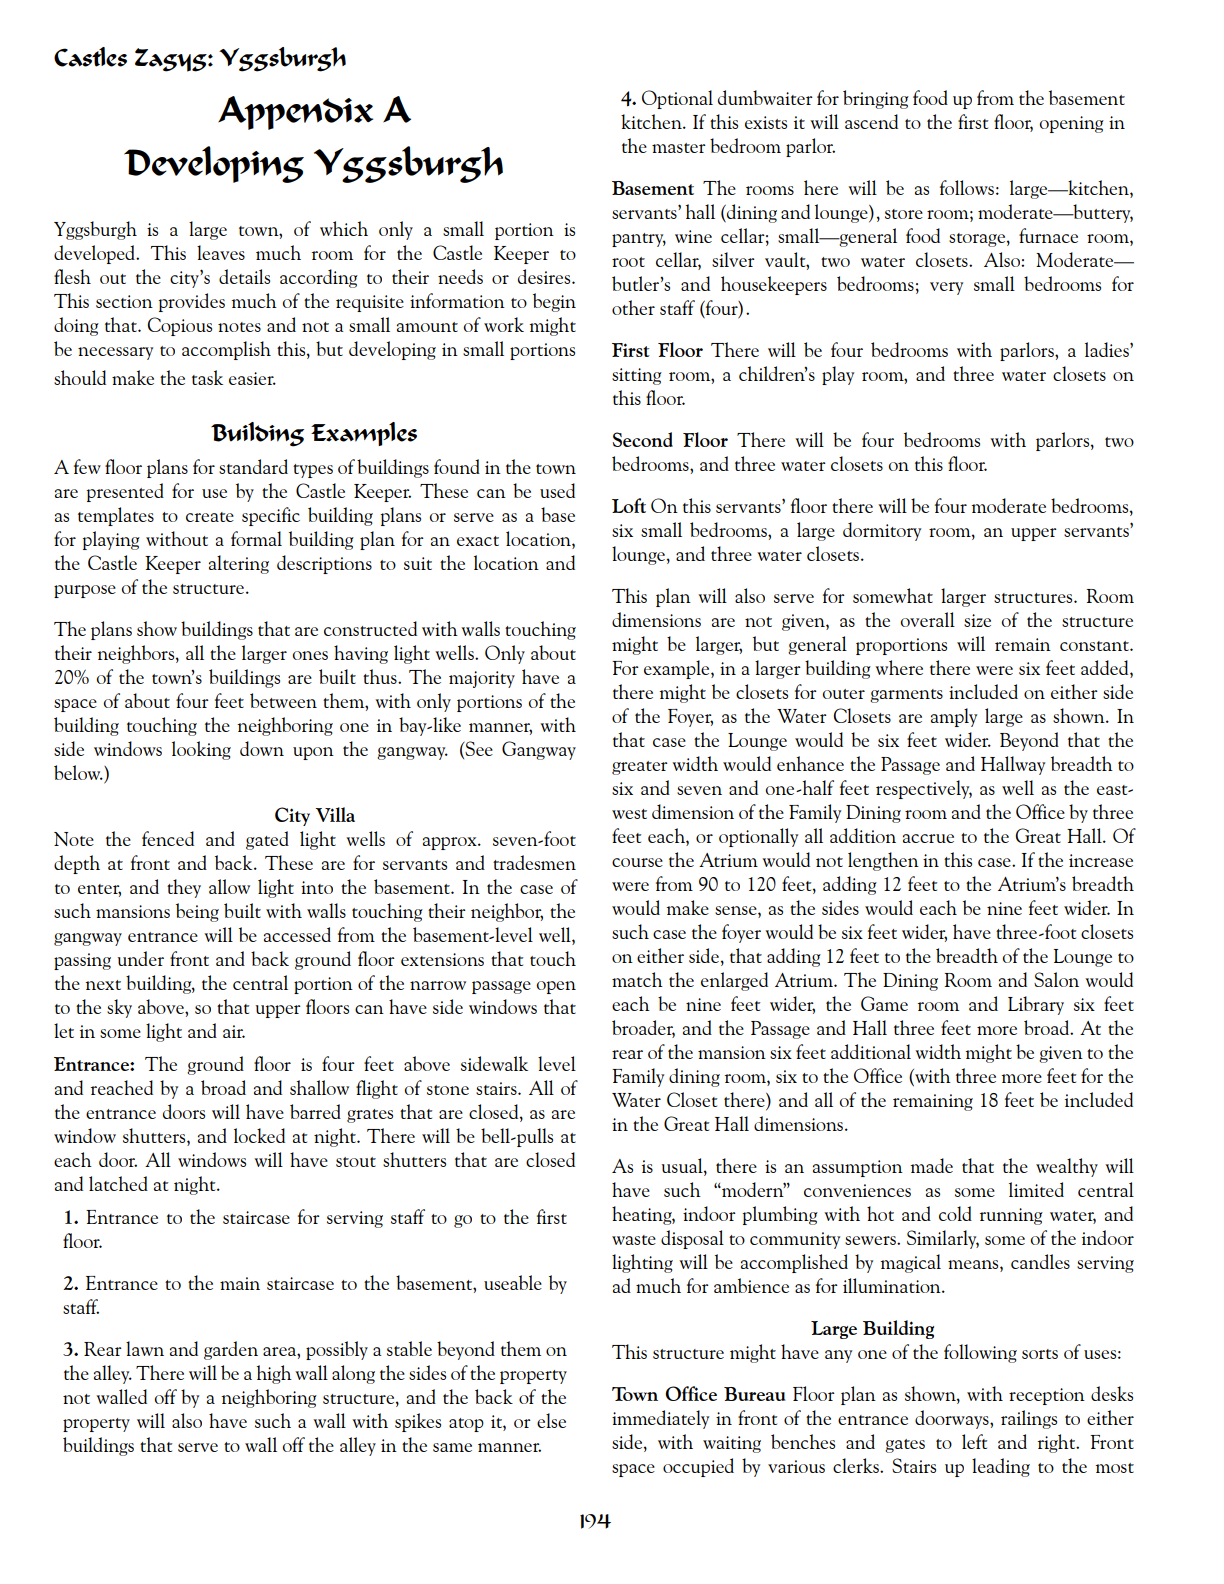 Castles Zagyg: Yggsburgh
Appendix A
Developing Yggsburgh
Yggsburgh is a large town, of which only a small portion is
developed. This leaves much room for the Castle Keeper to
flesh out the city's details according to their needs or desires.
This section provides much of the requisite information to begin
doing that. Copious notes and not a small amount of work might
be necessary to accomplish this, but developing in small portions
should make the task easier.
Building Examples
A few floor plans for standard types of buildings found in the town
are presented for use by the Castle Keeper. These can be used
as templates to create specific building plans or serve as a base
for playing without a formal building plan for an exact location,
the Castle Keeper altering descriptions to suit the location and
purpose of the structure.
The plans show buildings that are constructed with walls touching
their neighbors, all the larger ones having light wells. Only about
20% of the town's buildings are built thus. The majority have a
space of about four feet between them, with only portions of the
building touching the neighboring one in bay-like manner, with
side windows looking down upon the gangway. (See Gangway
below.)
City Villa
Note the fenced and gated light wells of approx. seven-foot
depth at front and back. These are for servants and tradesmen
to enter, and they allow light into the basement. In the case of
such mansions being built with walls touching their neighbor, the
gangway entrance will be accessed from the basement-level well,
passing under front and back ground floor extensions that touch
the next building, the central portion of the narrow passage open
to the sky above, so that upper floors can have side windows that
let in some light and air.
Entrance: The ground floor is four feet above sidewalk level
and reached by a broad and shallow flight of stone stairs. All of
the entrance doors will have barred grates that are closed, as are
window shutters, and locked at night. There will be bell-pulls at
each door. All windows will have stout shutters that are closed
and latched at night.
1. Entrance to the staircase for serving staff to go to the first
floor.
2. Entrance to the main staircase to the basement, useable by
staff.
3. Rear lawn and garden area, possibly a stable beyond them on
the alley. There will be a high wall along the sides of the property
not walled off by a neighboring structure, and the back of the
property will also have such a wall with spikes atop it, or else
buildings that serve to wall off the alley in the same manner.
4. Optional dumbwaiter for bringing food up from the basement
kitchen. If this exists it will ascend to the first floor, opening in
the master bedroom parlor.
Basement The rooms here will be as follows: large—kitchen,
servants' hall (dining and lounge), store room; moderate—buttery,
pantry, wine cellar; small—general food storage, furnace room,
root cellar, silver vault, two water closets. Also: Moderate—
butler's and housekeepers bedrooms; very small bedrooms for
other staff (four).
First Floor There will be four bedrooms with parlors, a ladies'
sitting room, a children's play room, and three water closets on
this floor.
Second Floor There will be four bedrooms with parlors, two
bedrooms, and three water closets on this floor.
Loft On this servants' floor there will be four moderate bedrooms,
six small bedrooms, a large dormitory room, an upper servants'
lounge, and three water closets.
This plan will also serve for somewhat larger structures. Room
dimensions are not given, as the overall size of the structure
might be larger, but general proportions will remain constant.
For example, in a larger building where there were six feet added,
there might be closets for outer garments included on either side
of the Foyer, as the Water Closets are amply large as shown. In
that case the Lounge would be six feet wider. Beyond that the
greater width would enhance the Passage and Hallway breadth to
six and seven and one-half feet respectively, as well as the east-
west dimension of the Family Dining room and the Office by three
feet each, or optionally all addition accrue to the Great Hall. Of
course the Atrium would not lengthen in this case. If the increase
were from 90 to 120 feet, adding 12 feet to the Atrium's breadth
would make sense, as the sides would each be nine feet wider. In
such case the foyer would be six feet wider, have three-foot closets
on either side, that adding 12 feet to the breadth of the Lounge to
match the enlarged Atrium. The Dining Room and Salon would
each be nine feet wider, the Game room and Library six feet
broader, and the Passage and Hall three feet more broad. At the
rear of the mansion six feet additional width might be given to the
Family dining room, six to the Office (with three more feet for the
Water Closet there) and all of the remaining 18 feet be included
in the Great Hall dimensions.
As is usual, there is an assumption made that the wealthy will
have such “modern” conveniences as some limited central
heating, indoor plumbing with hot and cold running water, and
waste disposal to community sewers. Similarly, some of the indoor
lighting will be accomplished by magical means, candles serving
ad much for ambience as for illumination.
Large Building
This structure might have any one of the following sorts of uses:
Town Office Bureau Floor plan as shown, with reception desks
immediately in front of the entrance doorways, railings to either
side, with waiting benches and gates to left and right. Front
space occupied by various clerks. Stairs up leading to the most
194